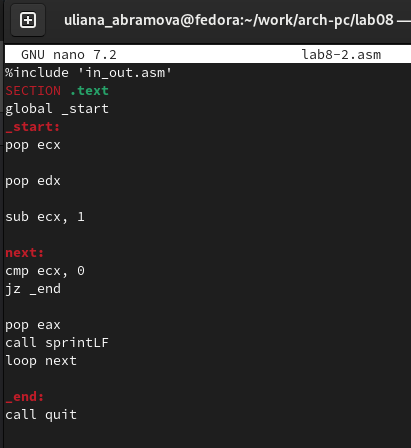 uliana_abramova@fedora:~/work/arch-pc/lab08 —
GNU nano 7.2 lab8-2.asm
%include 'in_out.asm'
SECTION .text
global _start
_start:
pop ecx
pop edx
sub ecx, 1
next:
cmp ecx, 0
jz _end
pop eax
call sprintLF
loop next
_end:
call quit